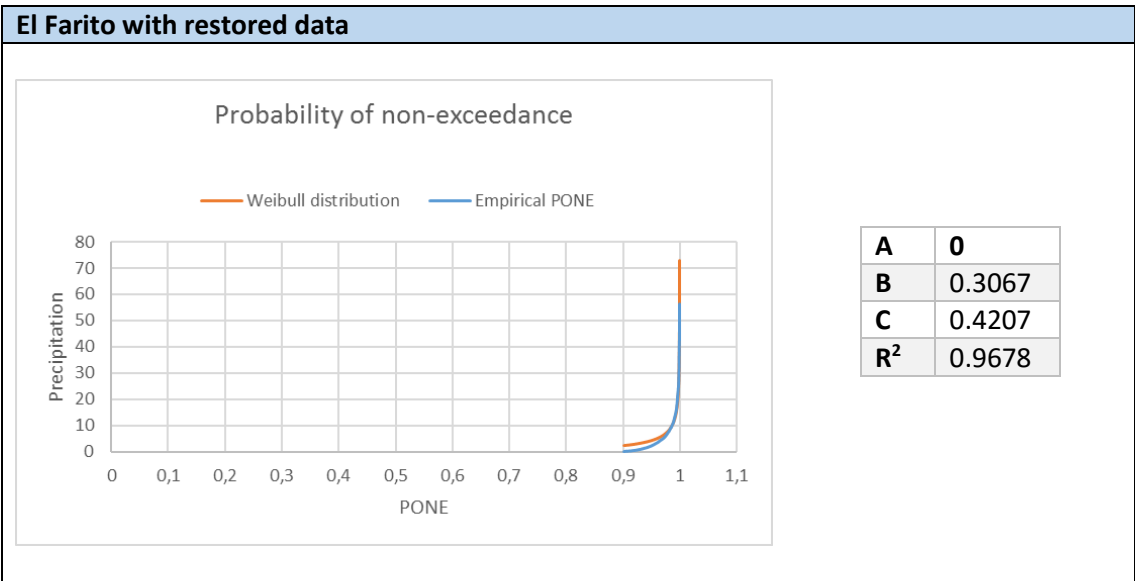 El Farito with restored data
Probability of non-exceedance
Weibull distribution Empirical PONE
80
70
60
50
40
30
20
10
0
Precipitation
0 0,1 0,2 0,3 0,4 0,5 0,6 0,7 0,8 0,9 1 1,1
PONE
A 0
B 0.3067
C 0.4207
R² 0.9678